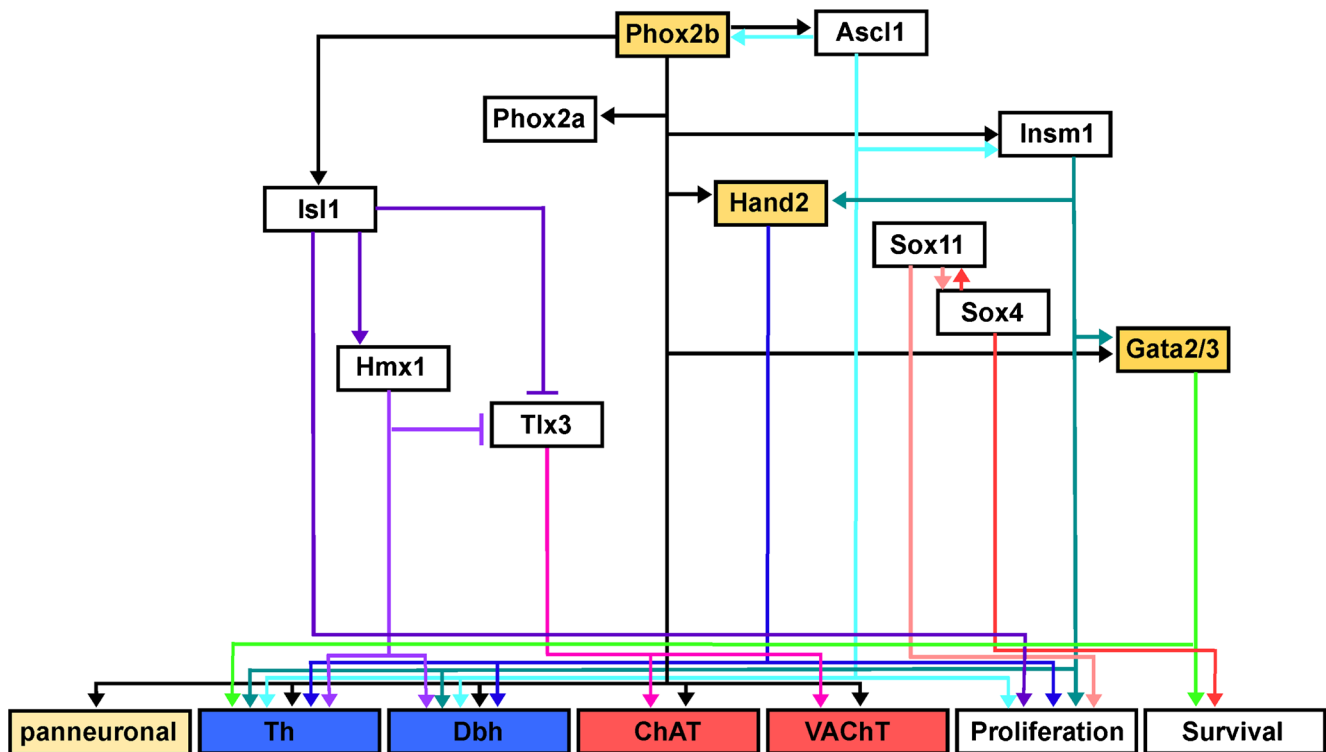 Phox2b
Ascl1
Phox2a
Insm1
Isl1
Hand2
Sox11
Sox4
Hmx1
Gata2/3
Tlx3
panneuronal
Th
Dbh
ChAT
VAChT
Proliferation
Survival